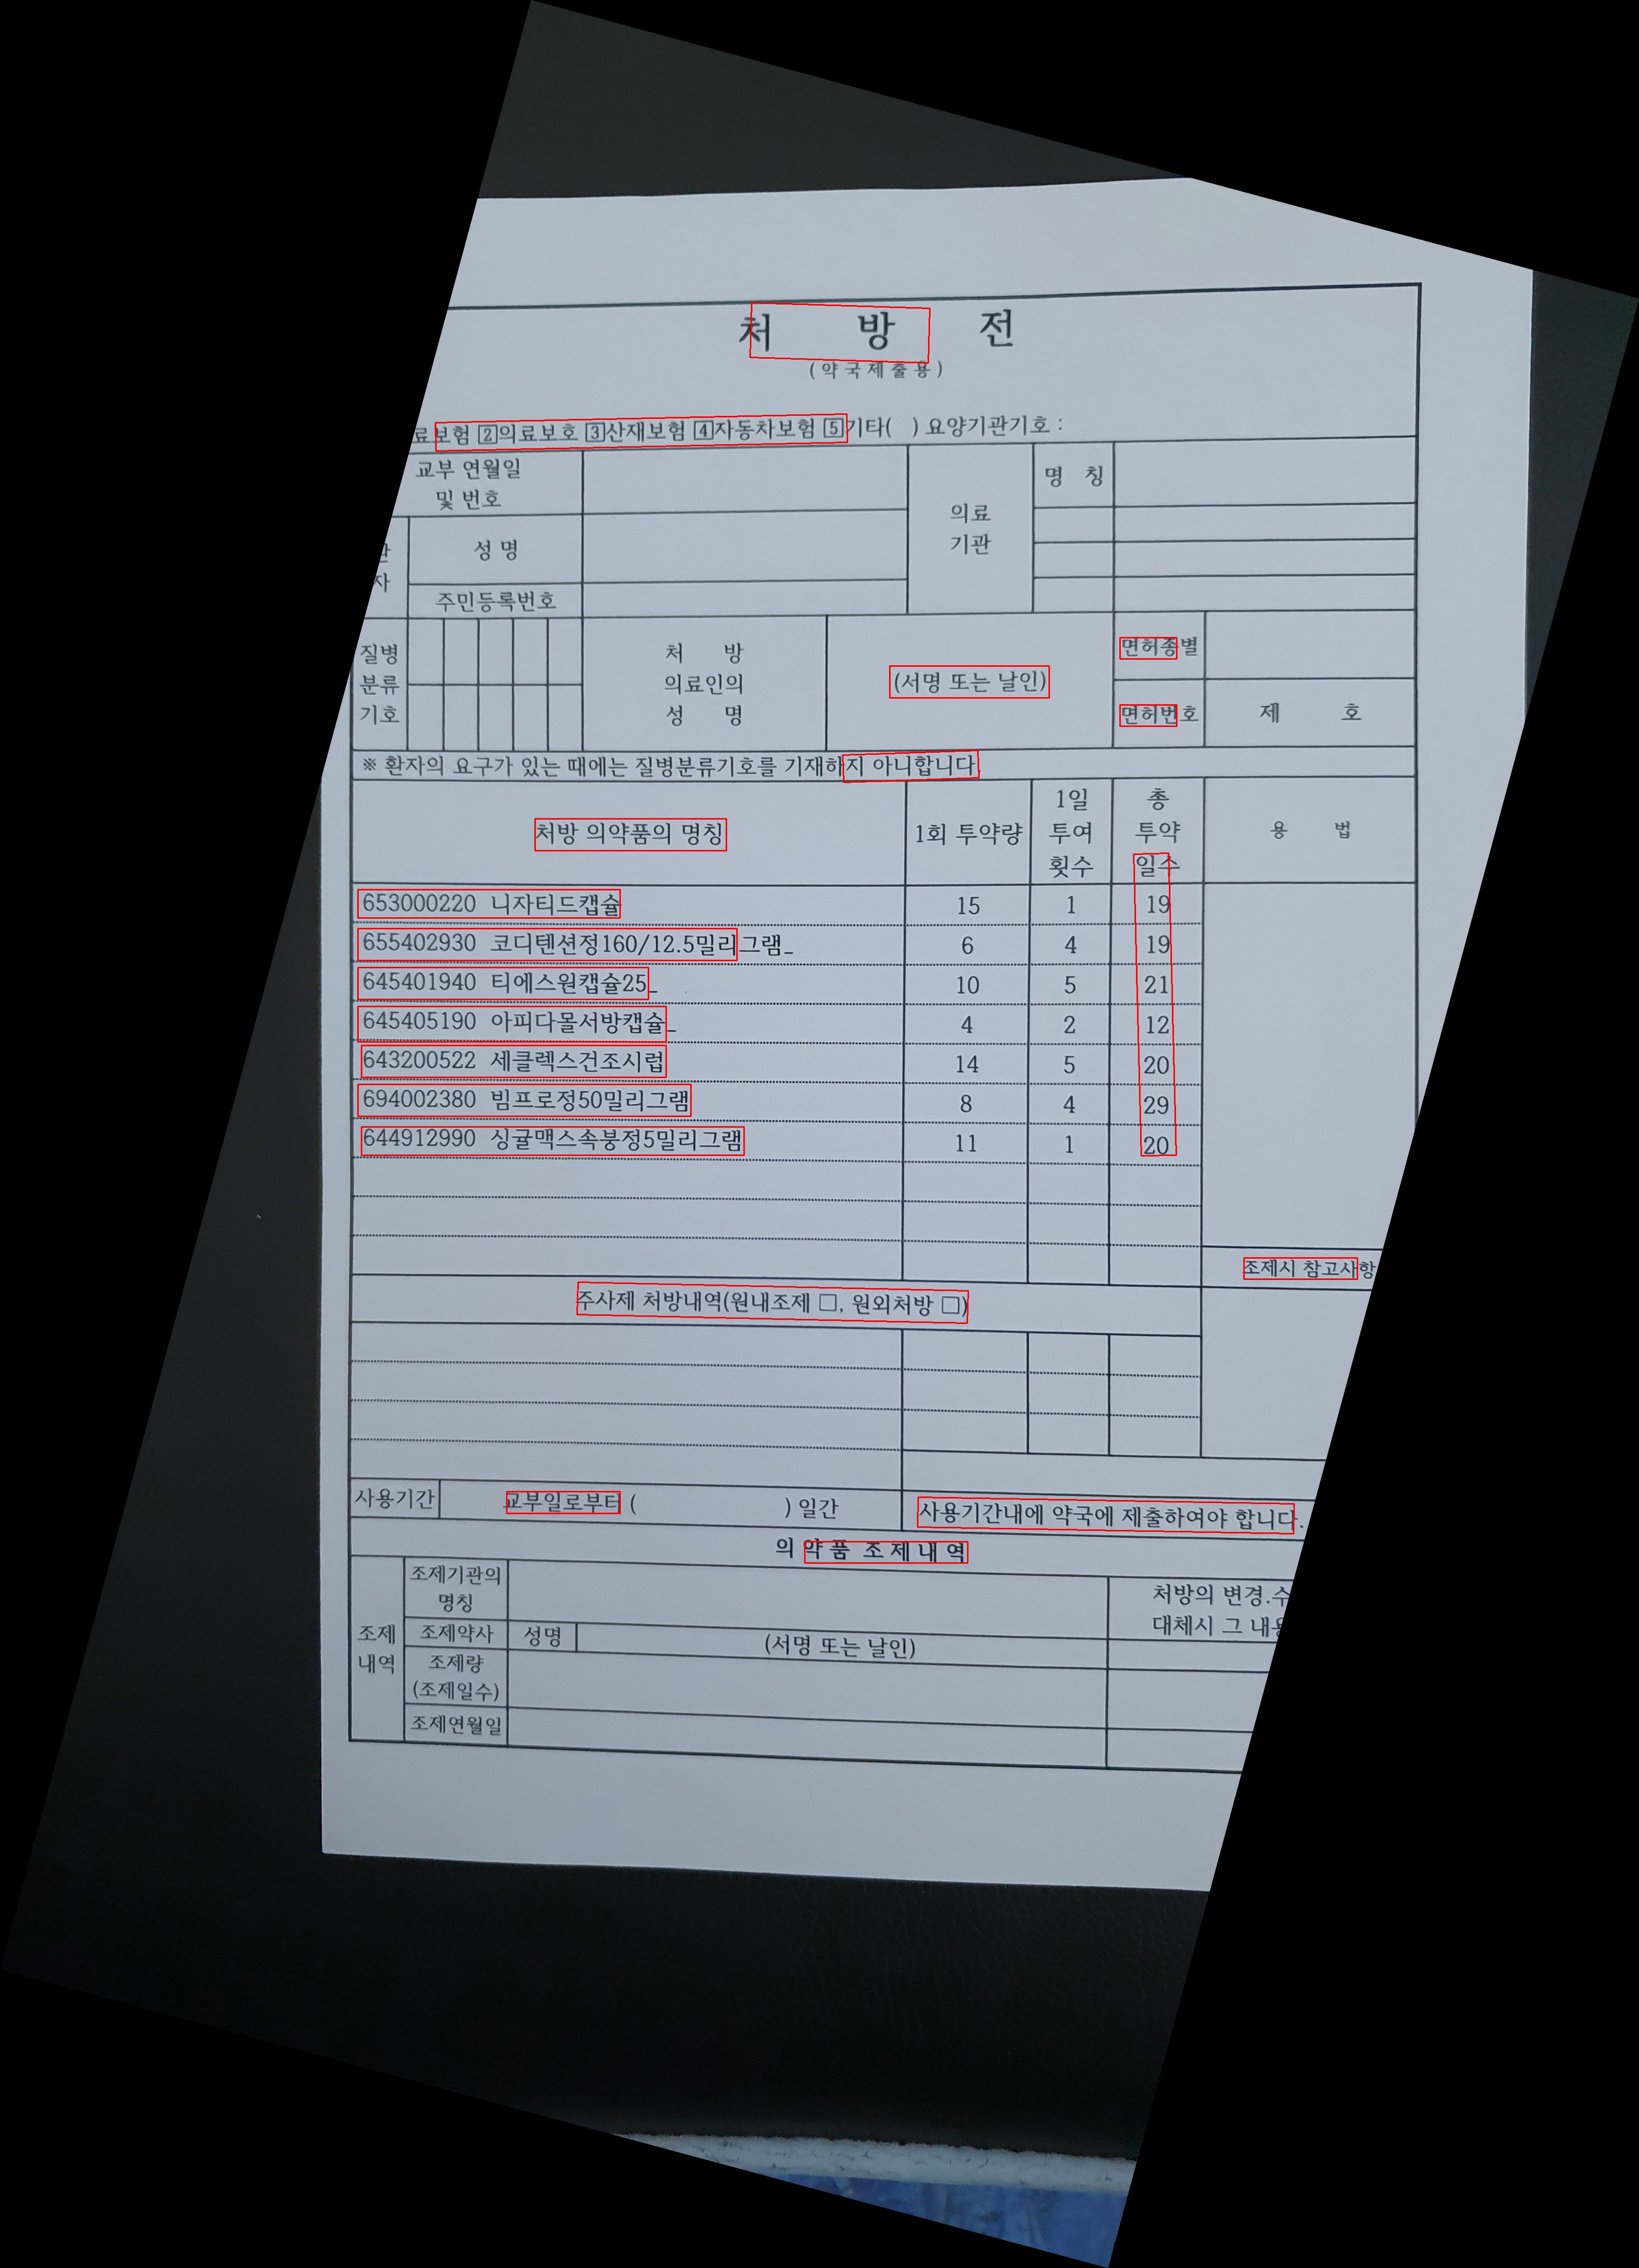 처 방 전
(약국제출용)
료보험 2의료보호 3산재보험 4자동차보험 5기타( ) 요양기관기호 :
교부 연월일
및 번호
의료
기관
명 칭
성 명
자
주민등록번호
질병
분류
기호
처 방
의료인의
성 명
(서명 또는 날인)
면허종별
면허번호
제 호
※ 환자의 요구가 있는 때에는 질병분류기호를 기재하지 아니합니다.
처방 의약품의 명칭
1회 투약량
1일
투여
횟수
총
투약
일수
용 법
653000220 니자티드캡슐 15 1 19
655402930 코디텐션정160/12.5밀리그램_ 6 4 19
645401940 티에스원캡슐25_ 10 5 21
645405190 아피다몰서방캡슐_ 4 2 12
643200522 세클렉스건조시럽 14 5 20
694002380 빔프로정50밀리그램 8 4 29
644912990 싱귤맥스속붕정5밀리그램 11 1 20
조제시 참고사항
주사제 처방내역(원내조제 □, 원외처방 □)
사용기간
교부일로부터 ( ) 일간
사용기간내에 약국에 제출하여야 합니다.
의 약 품 조 제 내 역
조제
내역
조제기관의
명칭
처방의 변경.수
대체시 그 내용
조제약사
성명
(서명 또는 날인)
조제량
(조제일수)
조제연월일